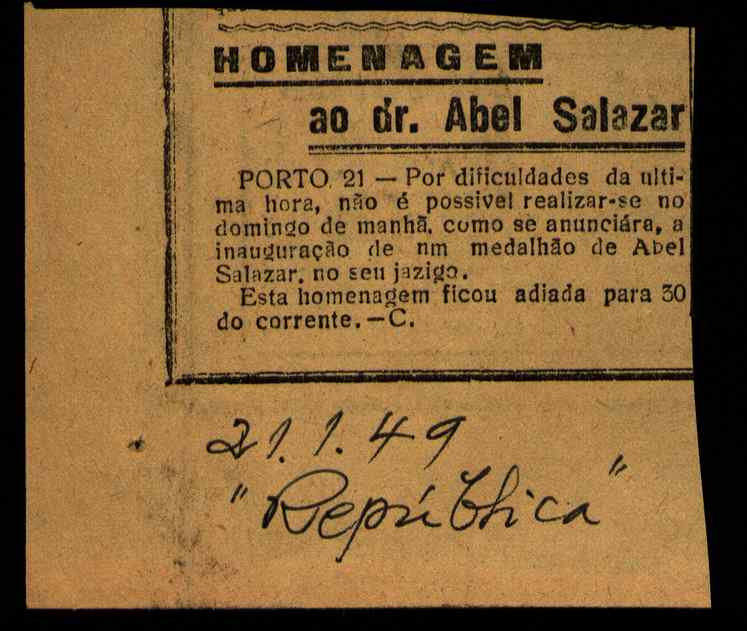 HOMENAGEM
ao dr. Abel Salazar
PORTO, 21 — Por dificuldades da ulti-
ma hora, não é possivel realizar-se no
domingo de manhã, como se anunciára, a
inauguração de nm medalhão de Abel
Salazar, no seu jazigo.
Esta homenagem ficou adiada para 30
do corrente. — C.
21.1.49
"República"